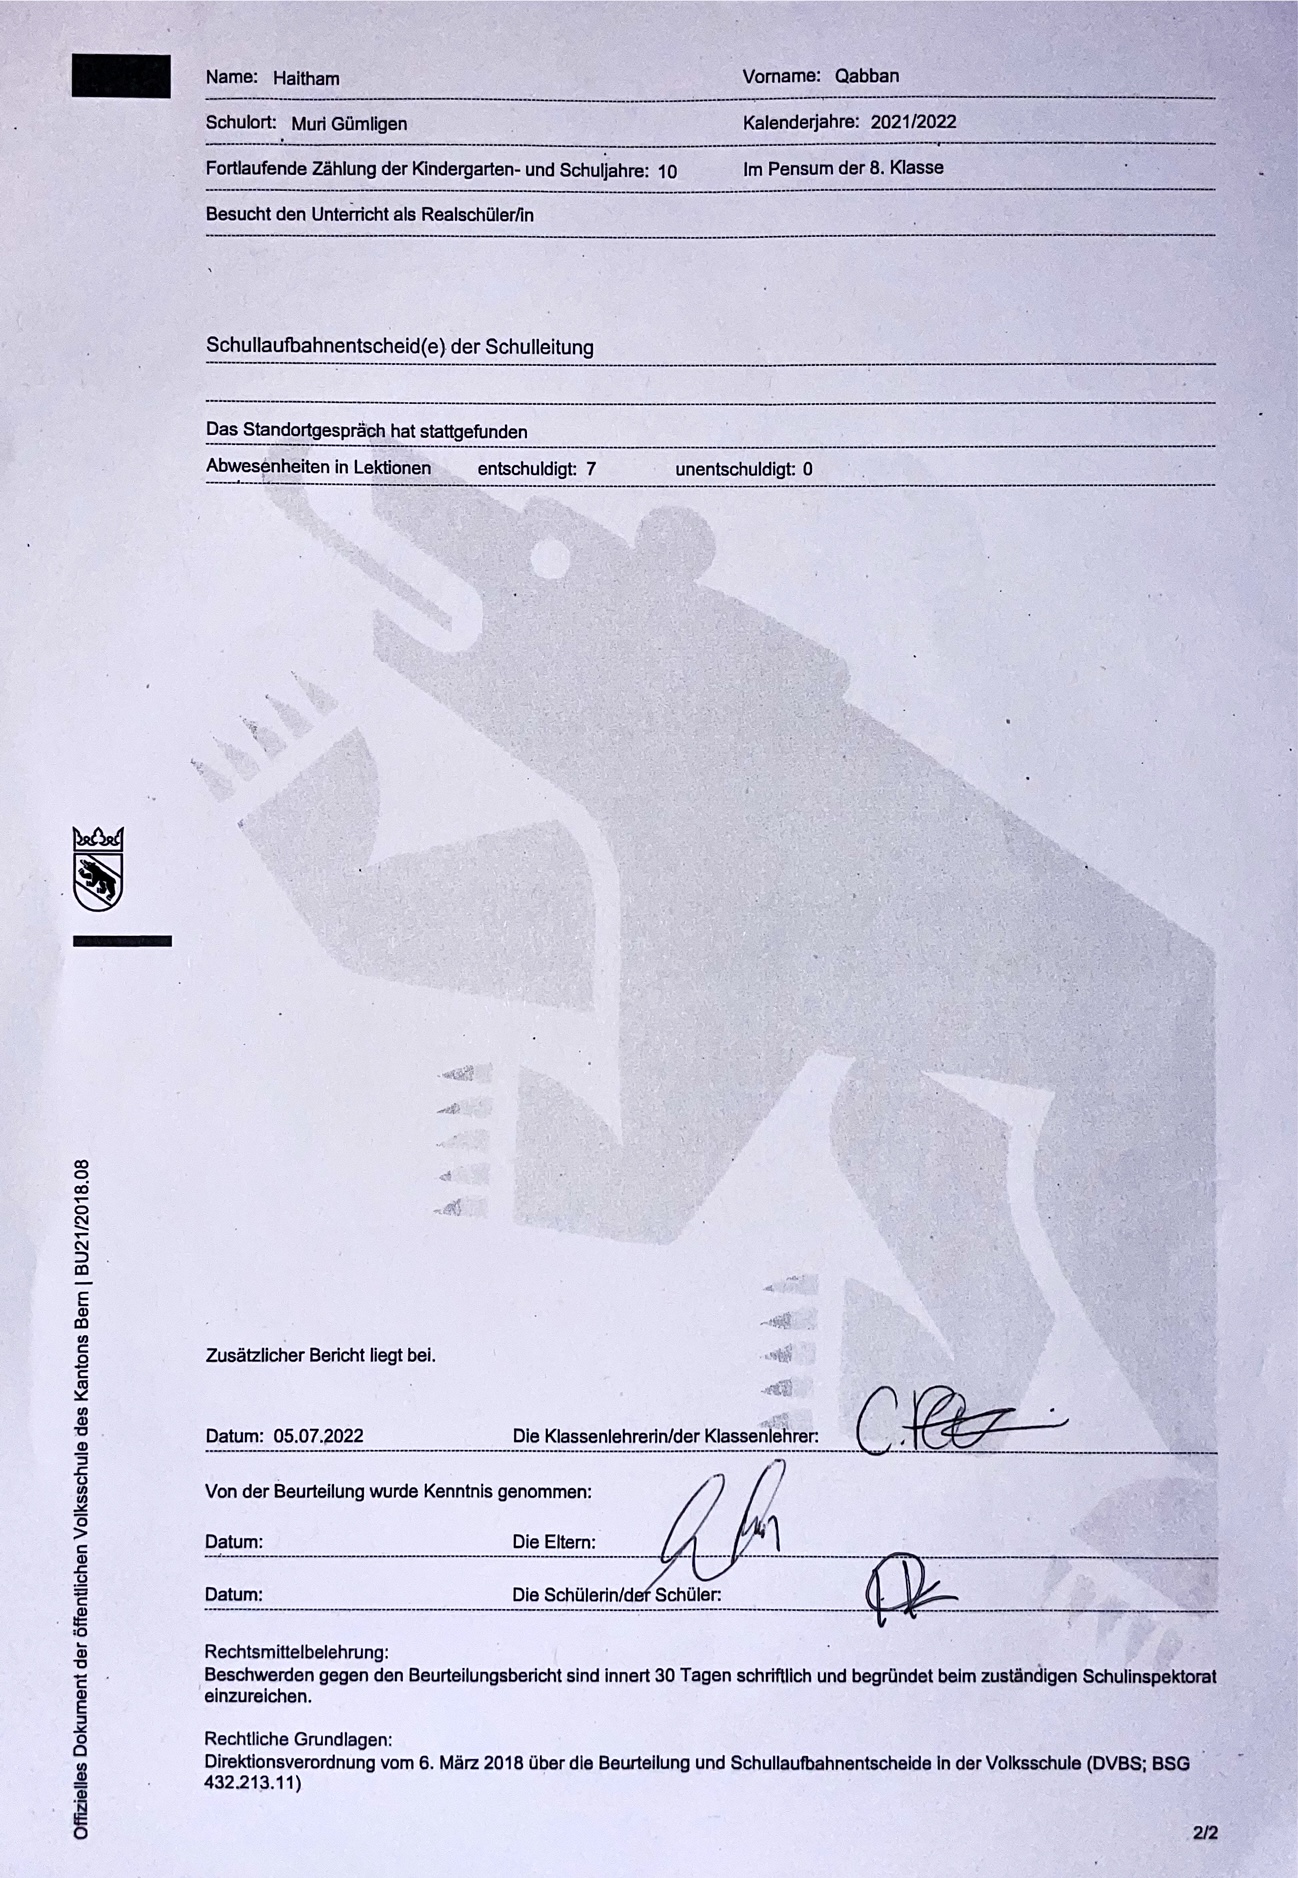 Name: Haitham Vorname: Qabban
Schulort: Muri Gümligen Kalenderjahre: 2021/2022
Fortlaufende Zählung der Kindergarten- und Schuljahre: 10 Im Pensum der 8. Klasse
Besucht den Unterricht als Realschüler/in
Schullaufbahnentscheid(e) der Schulleitung
Das Standortgespräch hat stattgefunden
Abwesenheiten in Lektionen entschuldigt: 7 unentschuldigt: 0
Zusätzlicher Bericht liegt bei.
Datum: 05.07.2022 Die Klassenlehrerin/der Klassenlehrer:
Von der Beurteilung wurde Kenntnis genommen:
Datum: Die Eltern:
Datum: Die Schülerin/der Schüler:
Rechtsmittelbelehrung:
Beschwerden gegen den Beurteilungsbericht sind innert 30 Tagen schriftlich und begründet beim zuständigen Schulinspektorat
einzureichen.
Rechtliche Grundlagen:
Direktionsverordnung vom 6. März 2018 über die Beurteilung und Schullaufbahnentscheide in der Volksschule (DVBS; BSG
432.213.11)
2/2
Offizielles Dokument der öffentlichen Volksschule des Kantons Bern | BU21/2018.08